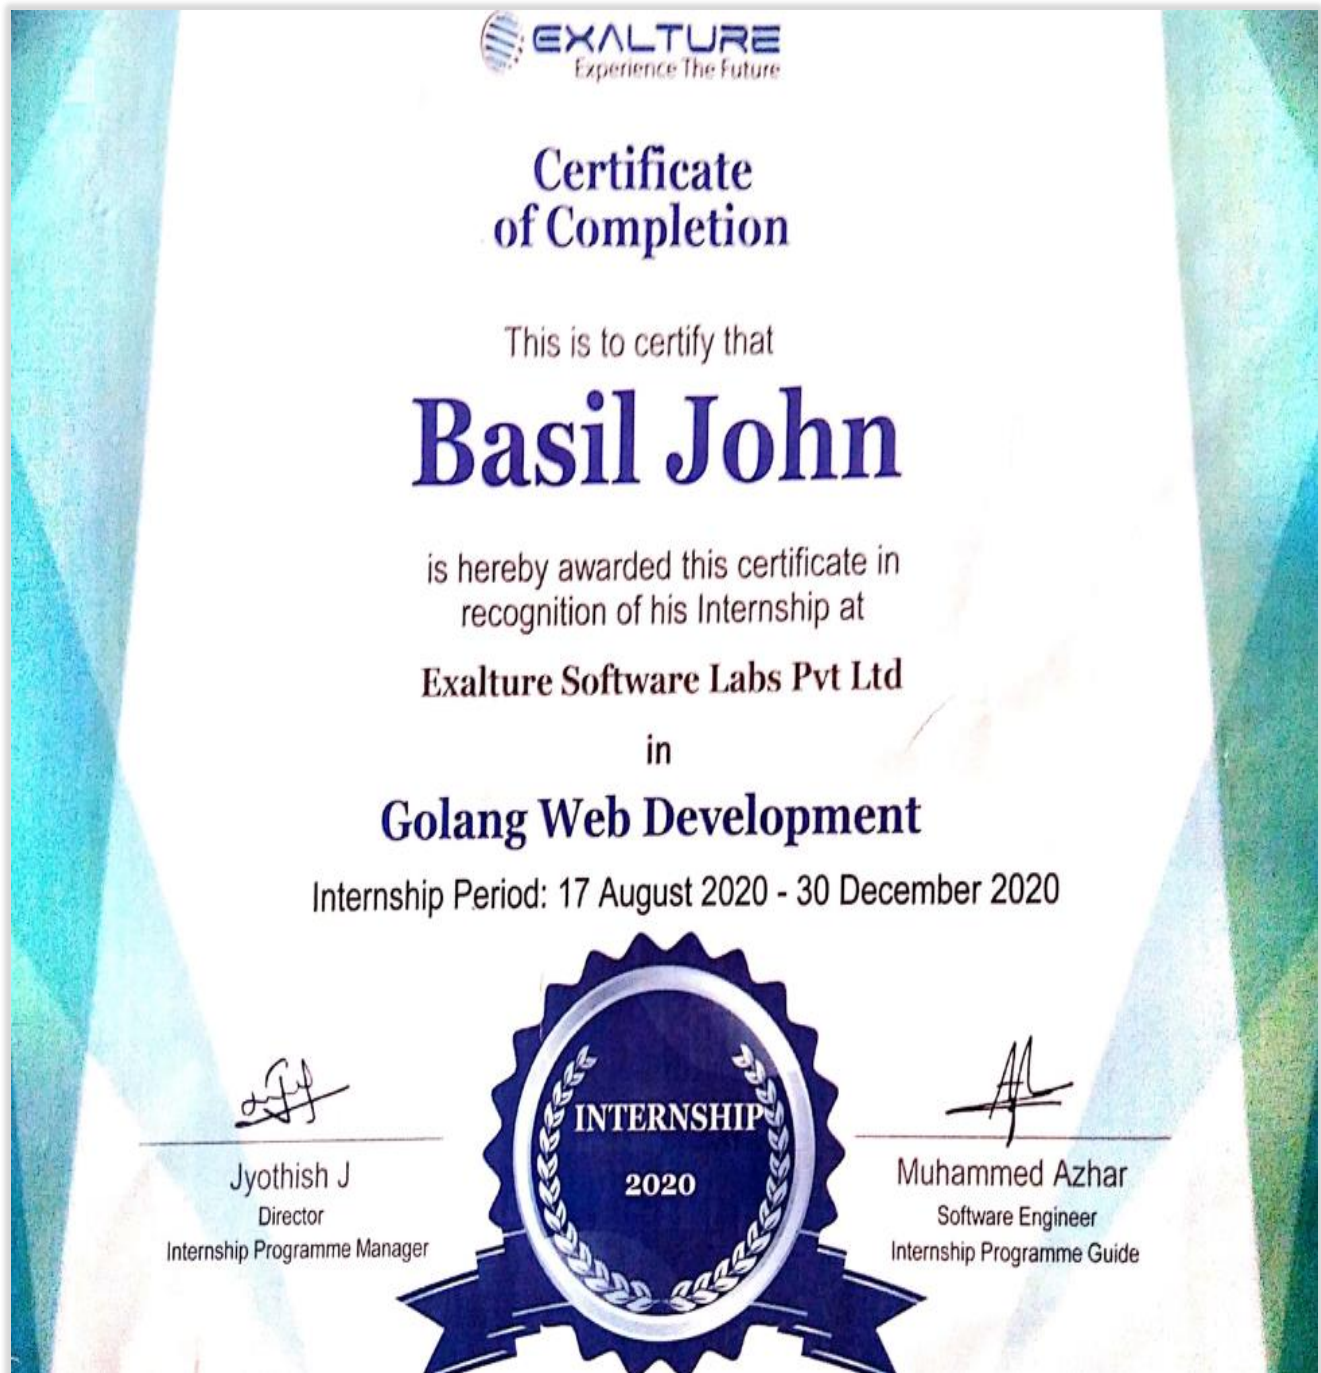 EXALTURE
Experience The Future
Certificate
of Completion
This is to certify that
Basil John
is hereby awarded this certificate in
recognition of his Internship at
Exalture Software Labs Pvt Ltd
in
Golang Web Development
Internship Period: 17 August 2020 - 30 December 2020
INTERNSHIP
2020
Jyothish J
Director
Internship Programme Manager
Muhammed Azhar
Software Engineer
Internship Programme Guide